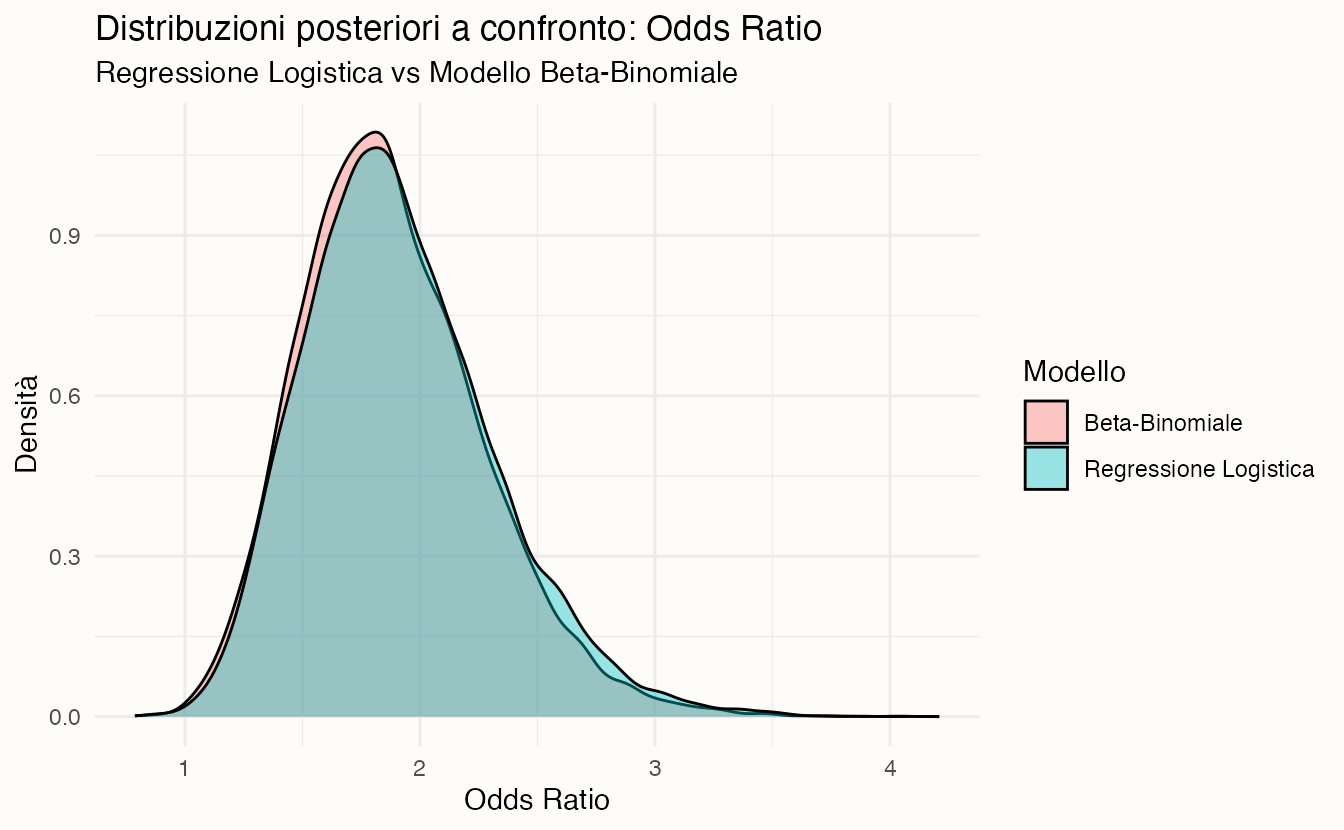 Distribuzioni posteriori a confronto: Odds Ratio
Regressione Logistica vs Modello Beta-Binomiale
Densità
0.9
0.6
0.3
0.0
1
2
3
4
Odds Ratio
Modello
Beta-Binomiale
Regressione Logistica